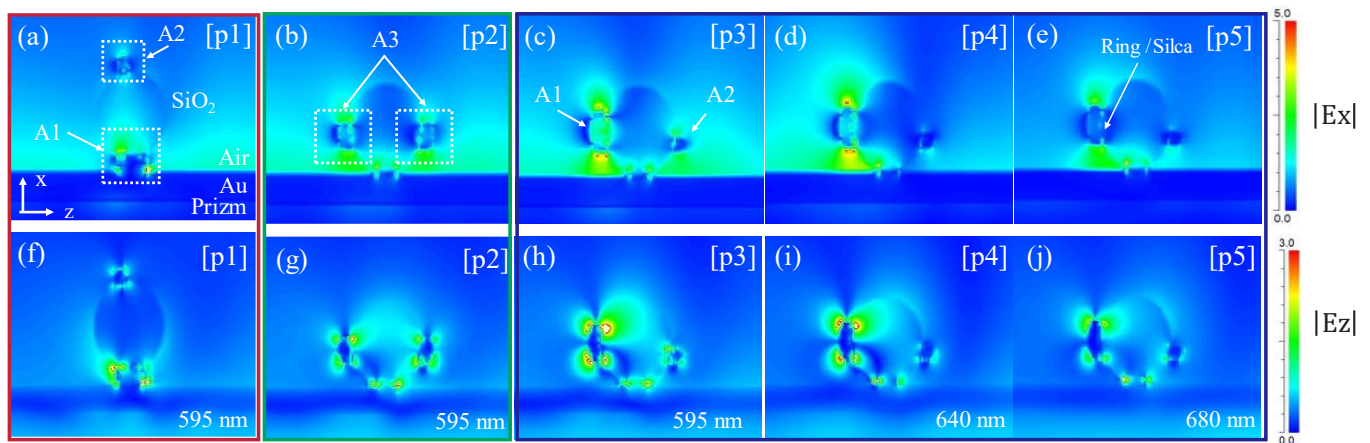 (a) A2 [p1]
SiO2
A1
Air
x
Au
z
Prizm
(b) A3 [p2]
(c) [p3]
A1
A2
(d) [p4]
(e) [p5]
Ring /Silca
5.0
|Ex|
0.0
(f) [p1]
595 nm
(g) [p2]
595 nm
(h) [p3]
595 nm
(i) [p4]
640 nm
(j) [p5]
680 nm
3.0
|Ez|
0.0